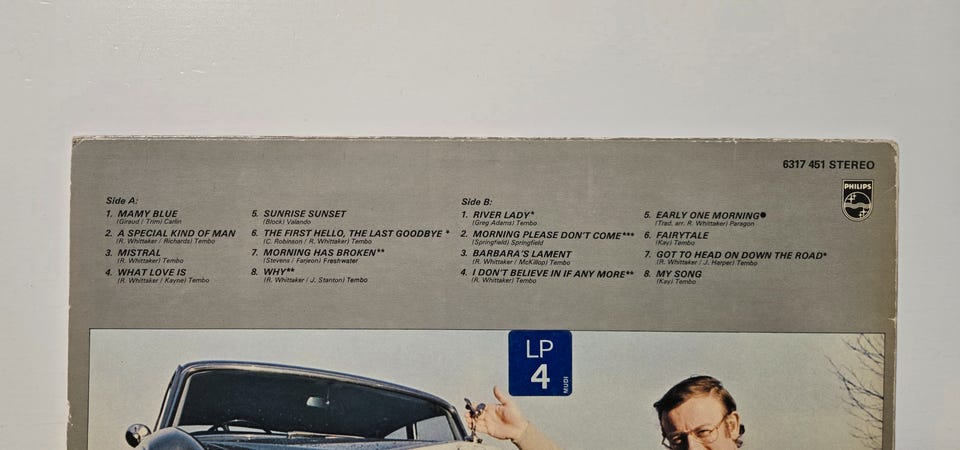 6317 451 STEREO
PHILIPS
Side A:
1. MAMY BLUE
(Giraud / Trim) Carlin
2. A SPECIAL KIND OF MAN
(R. Whittaker / Richards) Tembo
3. MISTRAL
(R. Whittaker) Tembo
4. WHAT LOVE IS
(R. Whittaker / Kayne) Tembo
5. SUNRISE SUNSET
(Block) Valando
6. THE FIRST HELLO, THE LAST GOODBYE *
(C. Robinson / R. Whittaker) Tembo
7. MORNING HAS BROKEN**
(Stevens / Farjeon) Freshwater
8. WHY**
(R. Whittaker / J. Stanton) Tembo
Side B:
1. RIVER LADY*
(Greg Adams) Tembo
2. MORNING PLEASE DON'T COME***
(Springfield) Springfield
3. BARBARA'S LAMENT
(R. Whittaker / McKillop) Tembo
4. I DON'T BELIEVE IN IF ANY MORE**
(R. Whittaker) Tembo
5. EARLY ONE MORNING●
(Trad. arr. R. Whittaker) Paragon
6. FAIRYTALE
(Kay) Tembo
7. GOT TO HEAD ON DOWN THE ROAD*
(R. Whittaker / J. Harper) Tembo
8. MY SONG
(Kay) Tembo
LP
4
MUDI